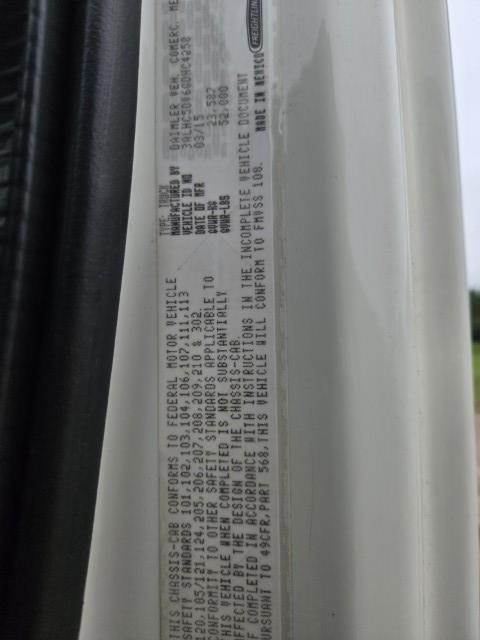 TYPE: TRUCK
MANUFACTURED BY DAIMLER VEH. COMERC. ME
VEHICLE ID NO
DATE OF MFR 03/15
GVWR-KG 23,587
GVWR-LBS 52,000
FREIGHTLINER
MADE IN MEXICO
THIS CHASSIS-CAB CONFORMS TO FEDERAL MOTOR VEHICLE
SAFETY STANDARDS 101,102,103,104,106,107,111,113
120,105/121,124,205,206,207,208,209,210 & 302.
CONFORMITY TO OTHER SAFETY STANDARDS APPLICABLE TO
THIS VEHICLE WHEN COMPLETED IS NOT SUBSTANTIALLY
AFFECTED BY THE DESIGN OF THE CHASSIS-CAB.
F COMPLETED IN ACCORDANCE WITH INSTRUCTIONS IN THE INCOMPLETE VEHICLE DOCUMENT
URSUANT TO 49CFR,PART 568,THIS VEHICLE WILL CONFORM TO FMVSS 108.